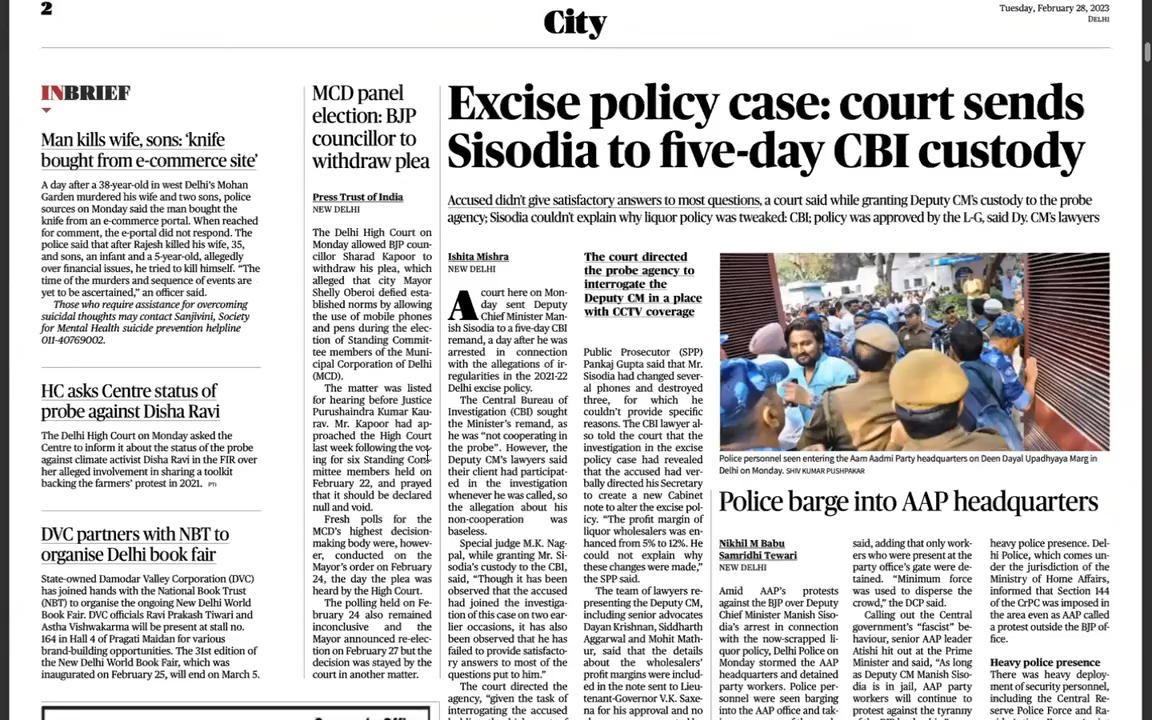 2
City
Tuesday, February 28, 2023
DELHI
INBRIEF
Man kills wife, sons: ‘knife
bought from e-commerce site’
A day after a 38-year-old in west Delhi’s Mohan
Garden murdered his wife and two sons, police
sources on Monday said the man bought the
knife from an e-commerce portal. When reached
for comment, the e-portal did not respond. The
police said that after Rajesh killed his wife, 35,
and sons, an infant and a 5-year-old, allegedly
over financial issues, he tried to kill himself. “The
time of the murders and sequence of events are
yet to be ascertained,” an officer said.
Those who require assistance for overcoming
suicidal thoughts may contact Sanjivini, Society
for Mental Health suicide prevention helpline
011-40769002.
HC asks Centre status of
probe against Disha Ravi
The Delhi High Court on Monday asked the
Centre to inform it about the status of the probe
against climate activist Disha Ravi in the FIR over
her alleged involvement in sharing a toolkit
backing the farmers’ protest in 2021. PTI
DVC partners with NBT to
organise Delhi book fair
State-owned Damodar Valley Corporation (DVC)
has joined hands with the National Book Trust
(NBT) to organise the ongoing New Delhi World
Book Fair. DVC officials Ravi Prakash Tiwari and
Astha Vishwakarma will be present at stall no.
164 in Hall 4 of Pragati Maidan for various
brand-building opportunities. The 31st edition of
the New Delhi World Book Fair, which was
inaugurated on February 25, will end on March 5.
MCD panel
election: BJP
councillor to
withdraw plea
Press Trust of India
NEW DELHI
The Delhi High Court on
Monday allowed BJP coun-
cillor Sharad Kapoor to
withdraw his plea, which
alleged that city Mayor
Shelly Oberoi defied esta-
blished norms by allowing
the use of mobile phones
and pens during the elec-
tion of Standing Commit-
tee members of the Muni-
cipal Corporation of Delhi
(MCD).
The matter was listed
for hearing before Justice
Purushaindra Kumar Kau-
rav. Mr. Kapoor had ap-
proached the High Court
last week following the vot-
ing for six Standing Com-
mittee members held on
February 22, and prayed
that it should be declared
null and void.
Fresh polls for the
MCD’s highest decision-
making body were, howev-
er, conducted on the
Mayor’s order on February
24, the day the plea was
heard by the High Court.
The polling held on Fe-
bruary 24 also remained
inconclusive and the
Mayor announced re-elec-
tion on February 27 but the
decision was stayed by the
court in another matter.
Excise policy case: court sends
Sisodia to five-day CBI custody
Accused didn’t give satisfactory answers to most questions, a court said while granting Deputy CM’s custody to the probe
agency; Sisodia couldn’t explain why liquor policy was tweaked: CBI; policy was approved by the L-G, said Dy. CM’s lawyers
Ishita Mishra
NEW DELHI
A court here on Mon-
day sent Deputy
Chief Minister Man-
ish Sisodia to a five-day CBI
remand, a day after he was
arrested in connection
with the allegations of ir-
regularities in the 2021-22
Delhi excise policy.
The Central Bureau of
Investigation (CBI) sought
the Minister’s remand, as
he was “not cooperating in
the probe”. However, the
Deputy CM’s lawyers said
their client had participat-
ed in the investigation
whenever he was called, so
the allegation about his
non-cooperation was
baseless.
Special judge M.K. Nag-
pal, while granting Mr. Si-
sodia’s custody to the CBI,
said, “Though it has been
observed that the accused
had joined the investiga-
tion of this case on two ear-
lier occasions, it has also
been observed that he has
failed to provide satisfacto-
ry answers to most of the
questions put to him.”
The court directed the
agency, “given the task of
interrogating the accused
The court directed
the probe agency to
interrogate the
Deputy CM in a place
with CCTV coverage
Public Prosecutor (SPP)
Pankaj Gupta said that Mr.
Sisodia had changed sever-
al phones and destroyed
three, for which he
couldn’t provide specific
reasons. The CBI lawyer al-
so told the court that the
investigation in the excise
policy case had revealed
that the accused had ver-
bally directed his Secretary
to create a new Cabinet
note to alter the excise pol-
icy. “The profit margin of
liquor wholesalers was en-
hanced from 5% to 12%. He
could not explain why
these changes were made,”
the SPP said.
The team of lawyers re-
presenting the Deputy CM,
including senior advocates
Dayan Krishnan, Siddharth
Aggarwal and Mohit Math-
ur, said that the details
about the wholesalers’
profit margins were includ-
ed in the note sent to Lieu-
tenant-Governor V.K. Saxe-
na for his approval and no
Police personnel seen entering the Aam Aadmi Party headquarters on Deen Dayal Upadhyaya Marg in
Delhi on Monday. SHIV KUMAR PUSHPAKAR
Police barge into AAP headquarters
Nikhil M Babu
Samridhi Tewari
NEW DELHI
Amid AAP’s protests
against the BJP over Deputy
Chief Minister Manish Siso-
dia’s arrest in connection
with the now-scrapped li-
quor policy, Delhi Police on
Monday stormed the AAP
headquarters and detained
party workers. Police per-
sonnel were seen barging
into the AAP office and tak-
said, adding that only work-
ers who were present at the
party office’s gate were de-
tained. “Minimum force
was used to disperse the
crowd,” the DCP said.
Calling out the Central
government’s “fascist” be-
haviour, senior AAP leader
Atishi hit out at the Prime
Minister and said, “As long
as Deputy CM Manish Siso-
dia is in jail, AAP party
workers will continue to
protest against the tyranny
heavy police presence. Del-
hi Police, which comes un-
der the jurisdiction of the
Ministry of Home Affairs,
informed that Section 144
of the CrPC was imposed in
the area even as AAP called
a protest outside the BJP of-
fice.
Heavy police presence
There was heavy deploy-
ment of security personnel,
including the Central Re-
serve Police Force and Ra-